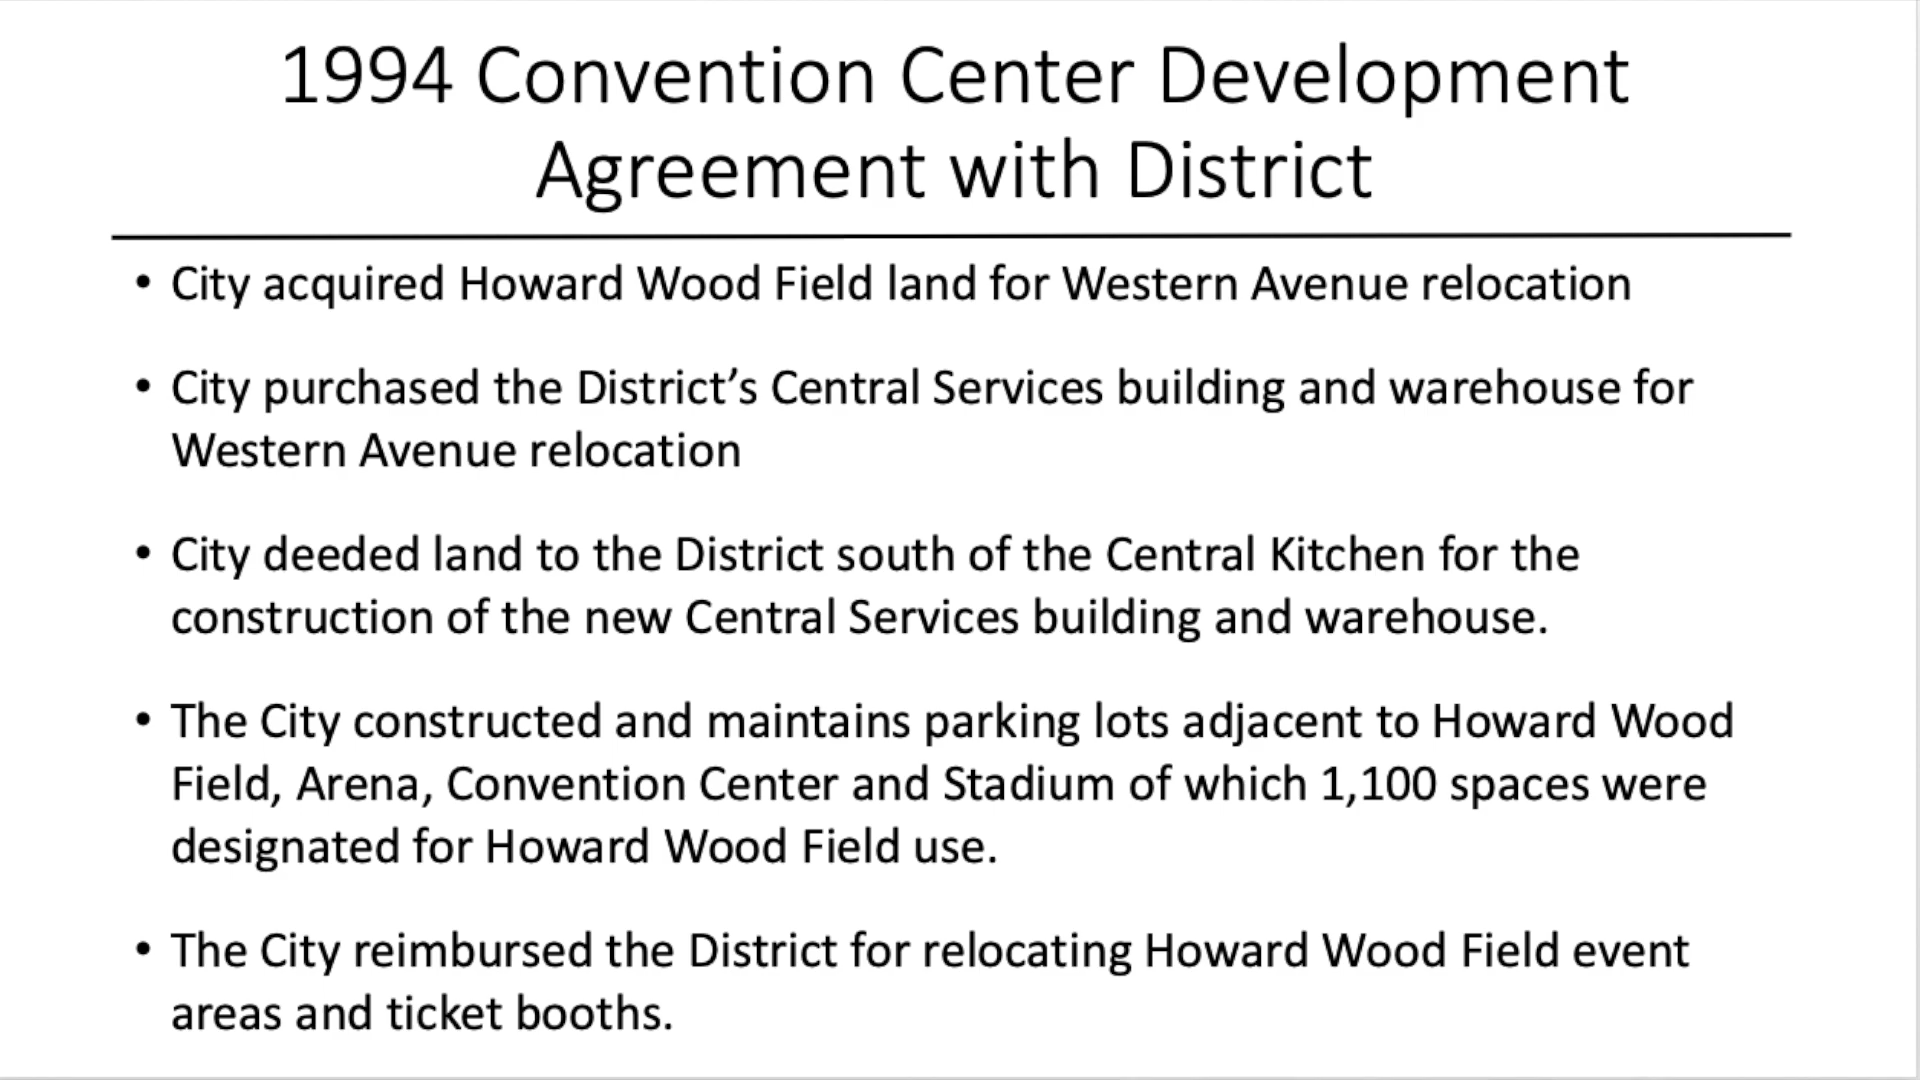 1994 Convention Center Development
Agreement with District
• City acquired Howard Wood Field land for Western Avenue relocation
• City purchased the District’s Central Services building and warehouse for
Western Avenue relocation
• City deeded land to the District south of the Central Kitchen for the
construction of the new Central Services building and warehouse.
• The City constructed and maintains parking lots adjacent to Howard Wood
Field, Arena, Convention Center and Stadium of which 1,100 spaces were
designated for Howard Wood Field use.
• The City reimbursed the District for relocating Howard Wood Field event
areas and ticket booths.